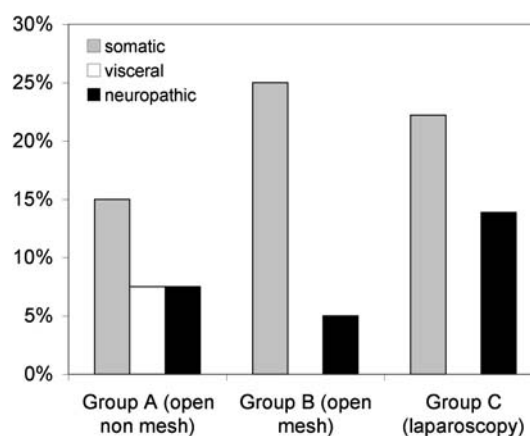 30%
somatic
visceral
neuropathic
25%
20%
15%
10%
5%
0%
Group A (open
non mesh)
Group B (open
mesh)
Group C
(laparoscopy)